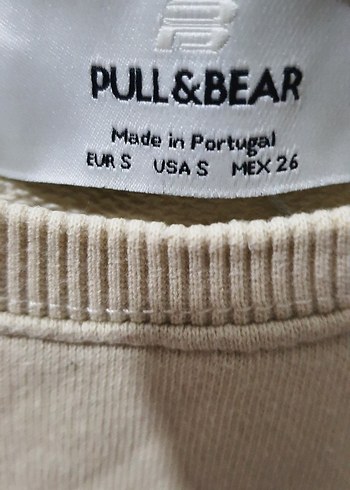 PULL&BEAR
Made in Portugal
EUR S USA S MEX 26